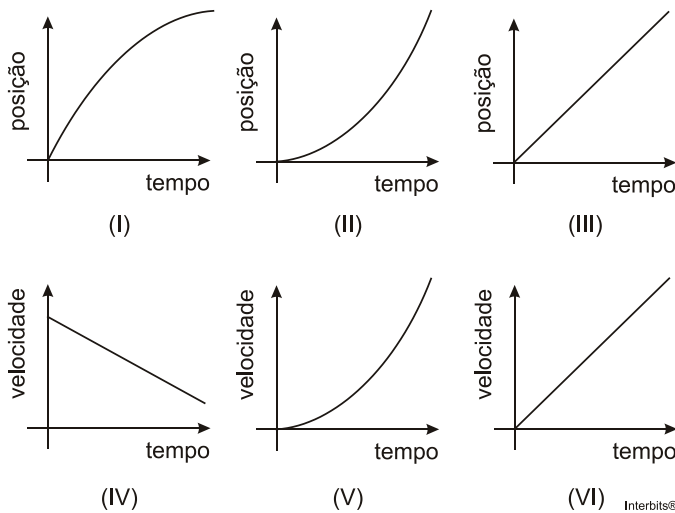 posição
tempo
(I)
posição
tempo
(II)
posição
tempo
(III)
velocidade
tempo
(IV)
velocidade
tempo
(V)
velocidade
tempo
(VI)
Interbits®